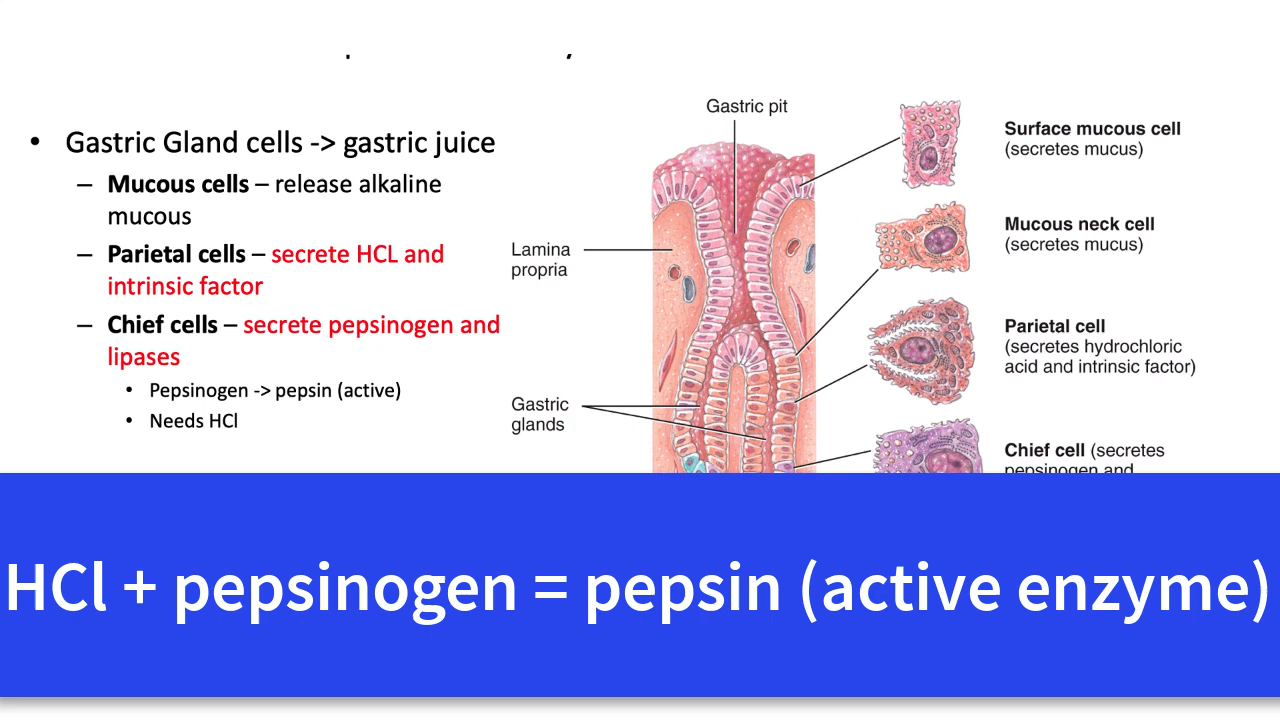 • Gastric Gland cells -> gastric juice
– Mucous cells – release alkaline
mucous
– Parietal cells – secrete HCL and
intrinsic factor
– Chief cells – secrete pepsinogen and
lipases
• Pepsinogen -> pepsin (active)
• Needs HCl
Gastric pit
Lamina
propria
Gastric
glands
Surface mucous cell
(secretes mucus)
Mucous neck cell
(secretes mucus)
Parietal cell
(secretes hydrochloric
acid and intrinsic factor)
Chief cell (secretes
pepsinogen and
HCl + pepsinogen = pepsin (active enzyme)